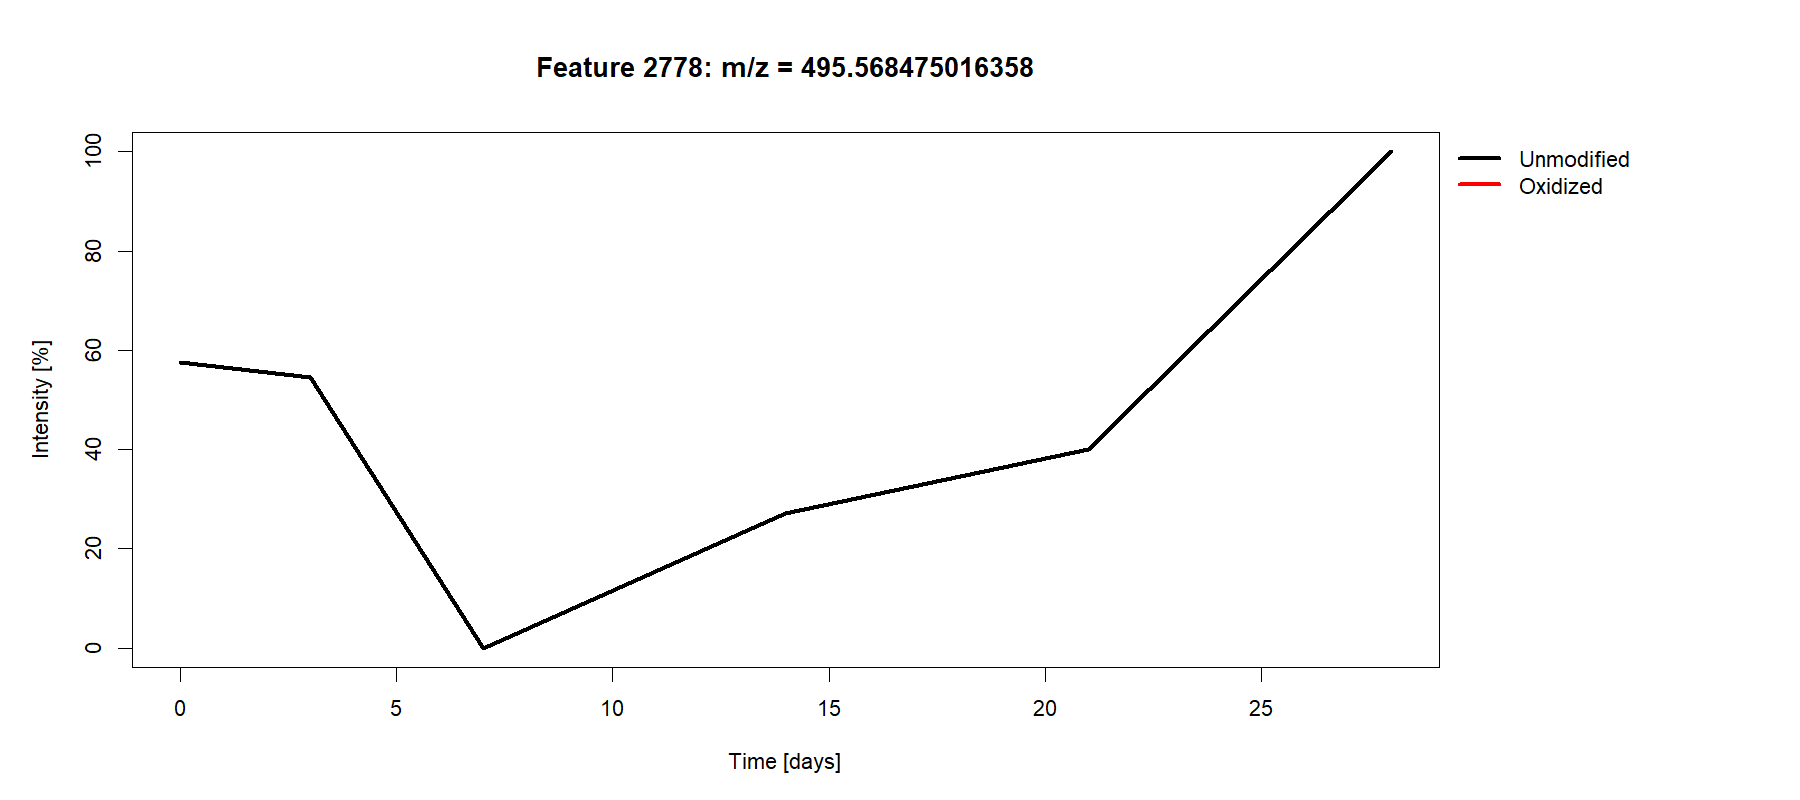 Feature 2778: m/z = 495.568475016358
Unmodified
Oxidized
Intensity [%]
100
80
60
40
20
0
0 5 10 15 20 25
Time [days]